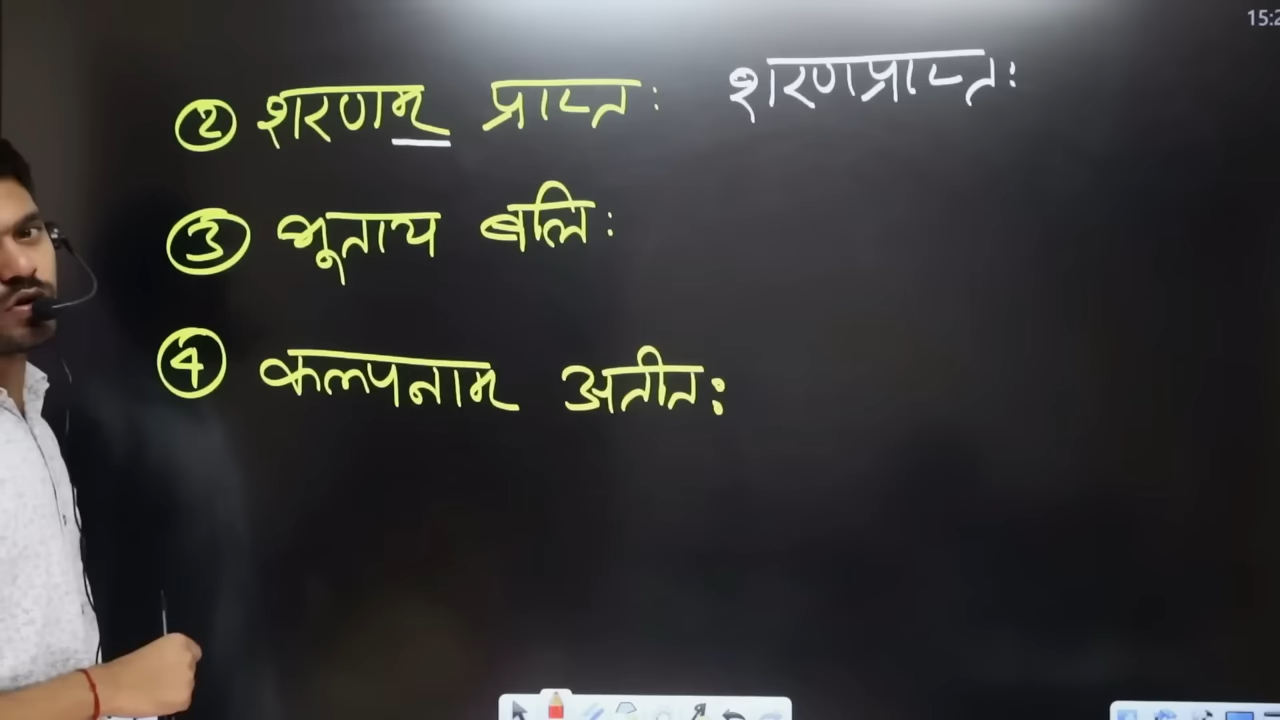 ② शरणम् प्राप्तः शरणप्राप्तः
③ भूताय बलिः
④ कल्पनाम् अतीतः